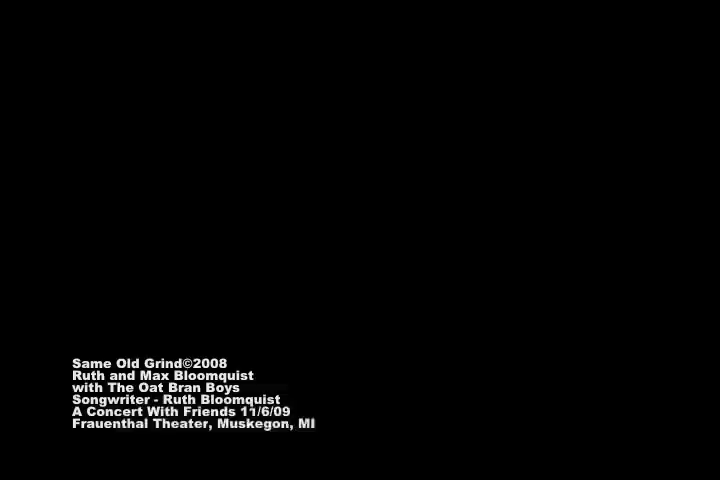 Same Old Grind©2008
Ruth and Max Bloomquist
with The Oat Bran Boys
Songwriter - Ruth Bloomquist
A Concert With Friends 11/6/09
Frauenthal Theater, Muskegon, MI